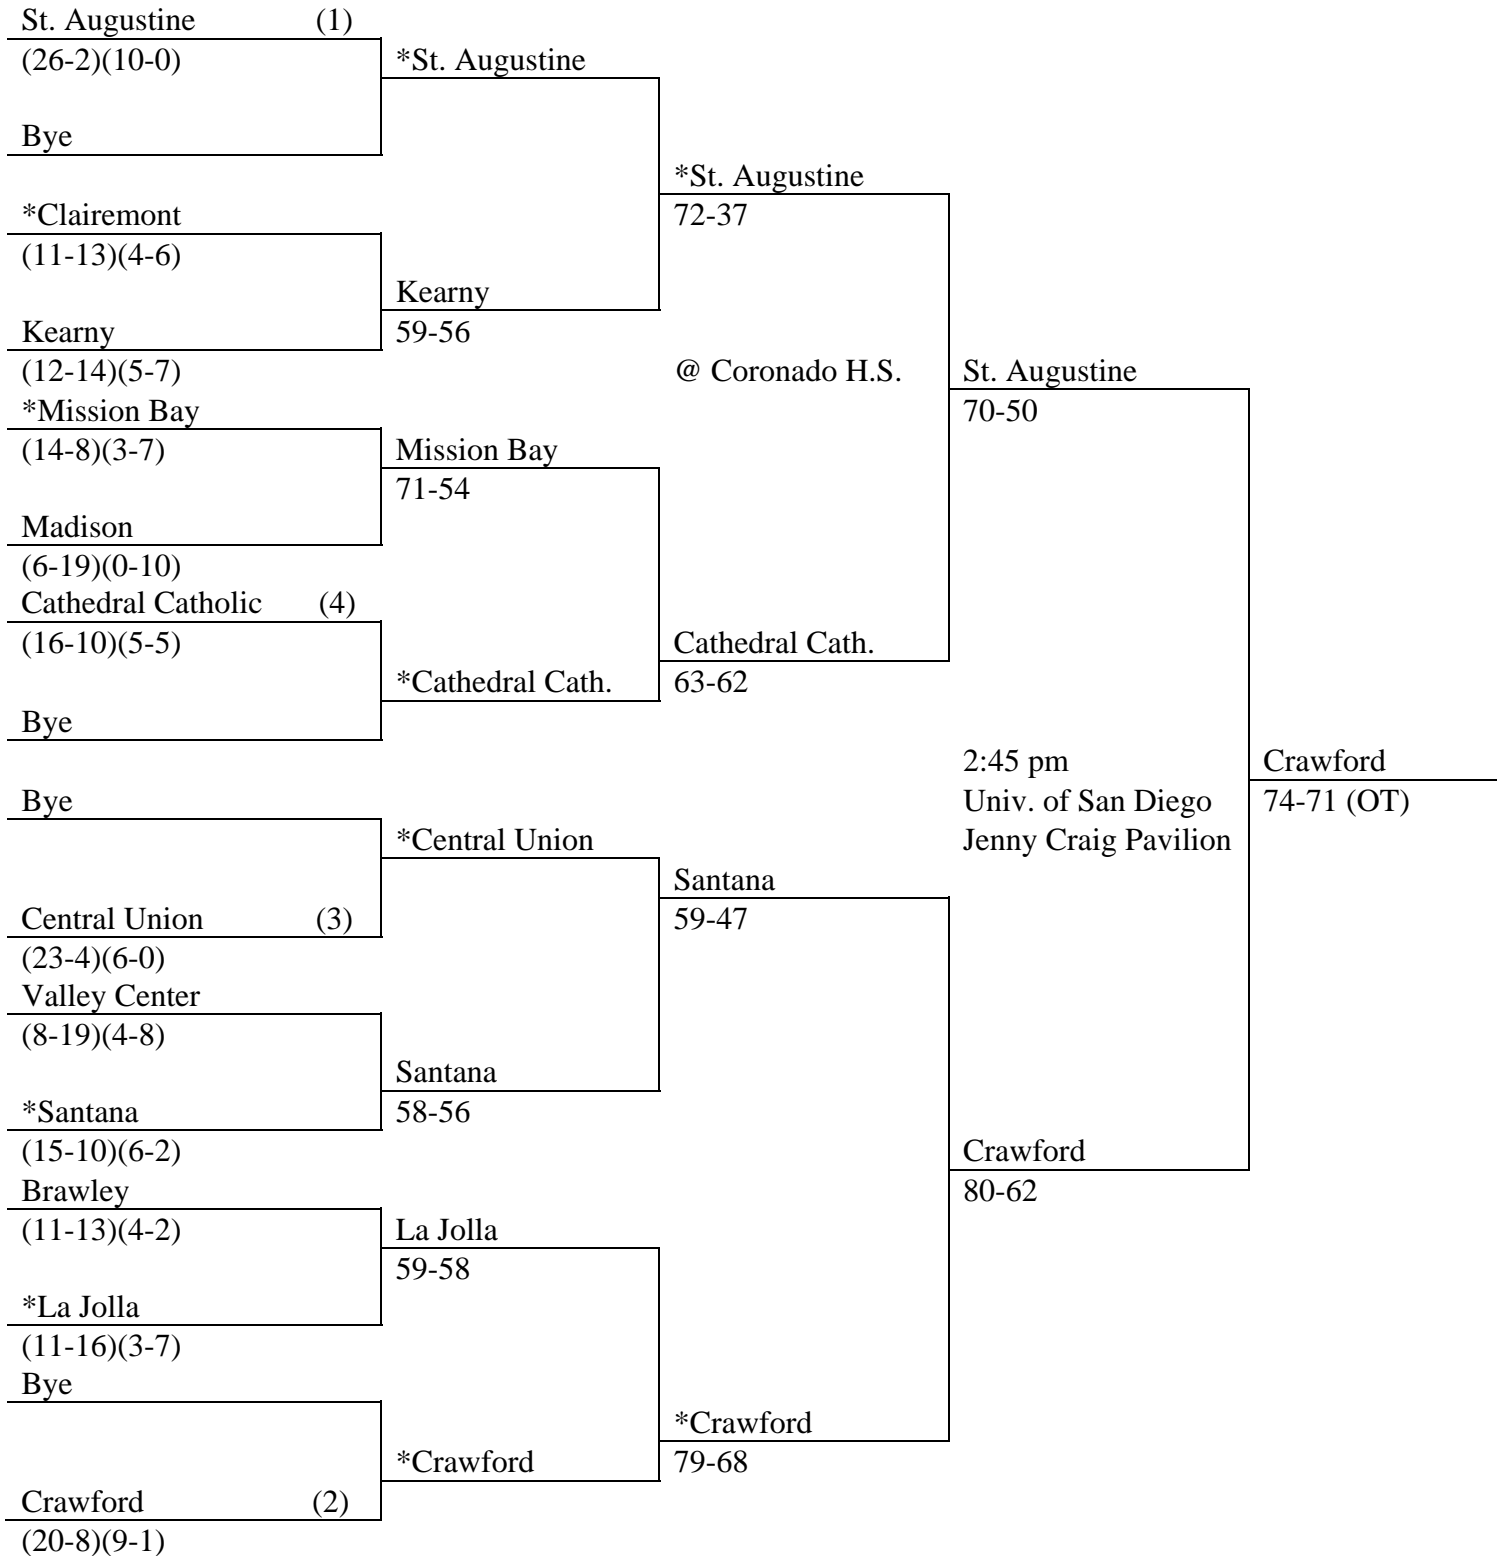 St. Augustine (1)
(26-2)(10-0)
Bye
*Clairemont
(11-13)(4-6)
Kearny
(12-14)(5-7)
*Mission Bay
(14-8)(3-7)
Madison
(6-19)(0-10)
Cathedral Catholic (4)
(16-10)(5-5)
Bye
Bye
Central Union (3)
(23-4)(6-0)
Valley Center
(8-19)(4-8)
*Santana
(15-10)(6-2)
Brawley
(11-13)(4-2)
*La Jolla
(11-16)(3-7)
Bye
Crawford (2)
(20-8)(9-1)
*St. Augustine
Kearny
59-56
Mission Bay
71-54
*Cathedral Cath.
*Central Union
Santana
58-56
La Jolla
59-58
*Crawford
*St. Augustine
72-37
@ Coronado H.S.
Cathedral Cath.
63-62
Santana
59-47
*Crawford
79-68
St. Augustine
70-50
2:45 pm
Univ. of San Diego
Jenny Craig Pavilion
Crawford
80-62
Crawford
74-71 (OT)